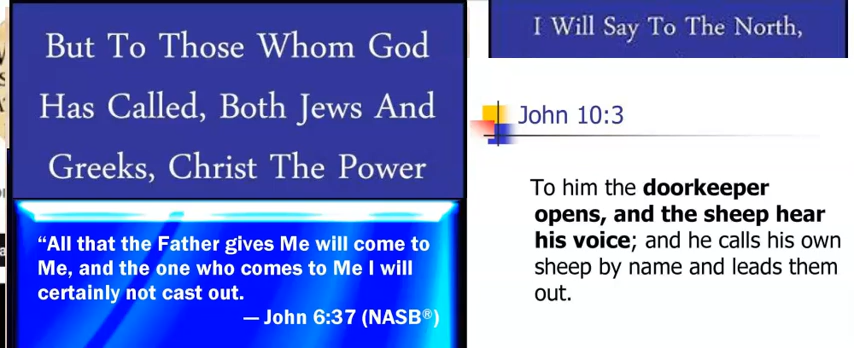 But To Those Whom God
Has Called, Both Jews And
Greeks, Christ The Power
“All that the Father gives Me will come to
Me, and the one who comes to Me I will
certainly not cast out.
— John 6:37 (NASB®)
I Will Say To The North,
John 10:3
To him the doorkeeper
opens, and the sheep hear
his voice; and he calls his own
sheep by name and leads them
out.